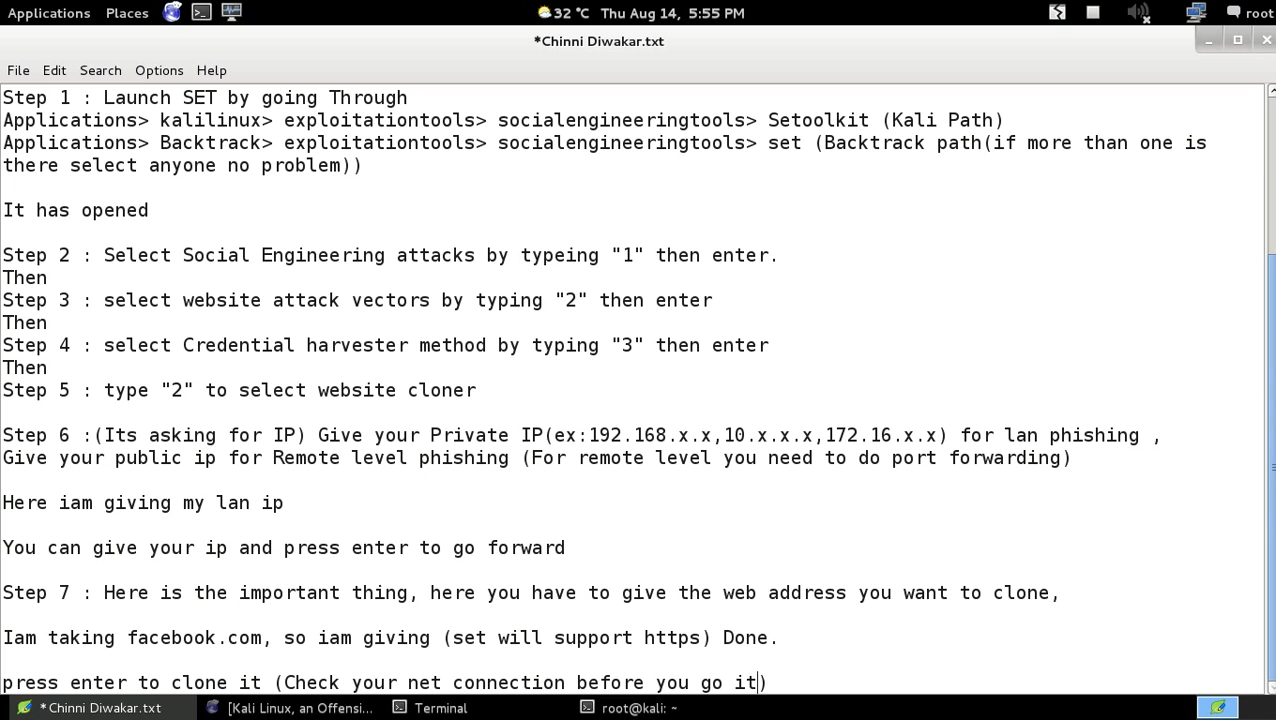 Applications Places 32 °C Thu Aug 14, 5:55 PM root
*Chinni Diwakar.txt
File Edit Search Options Help
Step 1 : Launch SET by going Through
Applications> kalilinux> exploitationtools> socialengineeringtools> Setoolkit (Kali Path)
Applications> Backtrack> exploitationtools> socialengineeringtools> set (Backtrack path(if more than one is
there select anyone no problem))
It has opened
Step 2 : Select Social Engineering attacks by typeing "1" then enter.
Then
Step 3 : select website attack vectors by typing "2" then enter
Then
Step 4 : select Credential harvester method by typing "3" then enter
Then
Step 5 : type "2" to select website cloner
Step 6 :(Its asking for IP) Give your Private IP(ex:192.168.x.x,10.x.x.x,172.16.x.x) for lan phishing ,
Give your public ip for Remote level phishing (For remote level you need to do port forwarding)
Here iam giving my lan ip
You can give your ip and press enter to go forward
Step 7 : Here is the important thing, here you have to give the web address you want to clone,
Iam taking facebook.com, so iam giving (set will support https) Done.
press enter to clone it (Check your net connection before you go it)
*Chinni Diwakar.txt [Kali Linux, an Offensi... Terminal root@kali: ~